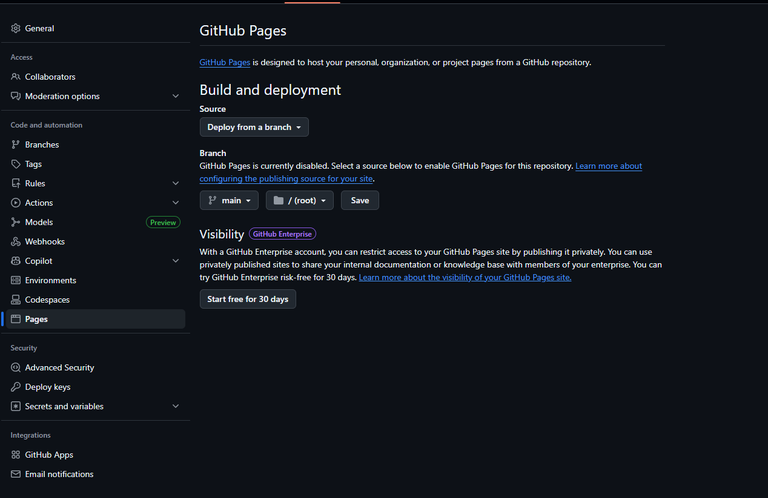 General
Access
Collaborators
Moderation options
Code and automation
Branches
Tags
Rules
Actions
Models Preview
Webhooks
Copilot
Environments
Codespaces
Pages
Security
Advanced Security
Deploy keys
Secrets and variables
Integrations
GitHub Apps
Email notifications
GitHub Pages
GitHub Pages is designed to host your personal, organization, or project pages from a GitHub repository.
Build and deployment
Source
Deploy from a branch
Branch
GitHub Pages is currently disabled. Select a source below to enable GitHub Pages for this repository. Learn more about
configuring the publishing source for your site.
main / (root) Save
Visibility GitHub Enterprise
With a GitHub Enterprise account, you can restrict access to your GitHub Pages site by publishing it privately. You can use
privately published sites to share your internal documentation or knowledge base with members of your enterprise. You can
try GitHub Enterprise risk-free for 30 days. Learn more about the visibility of your GitHub Pages site.
Start free for 30 days